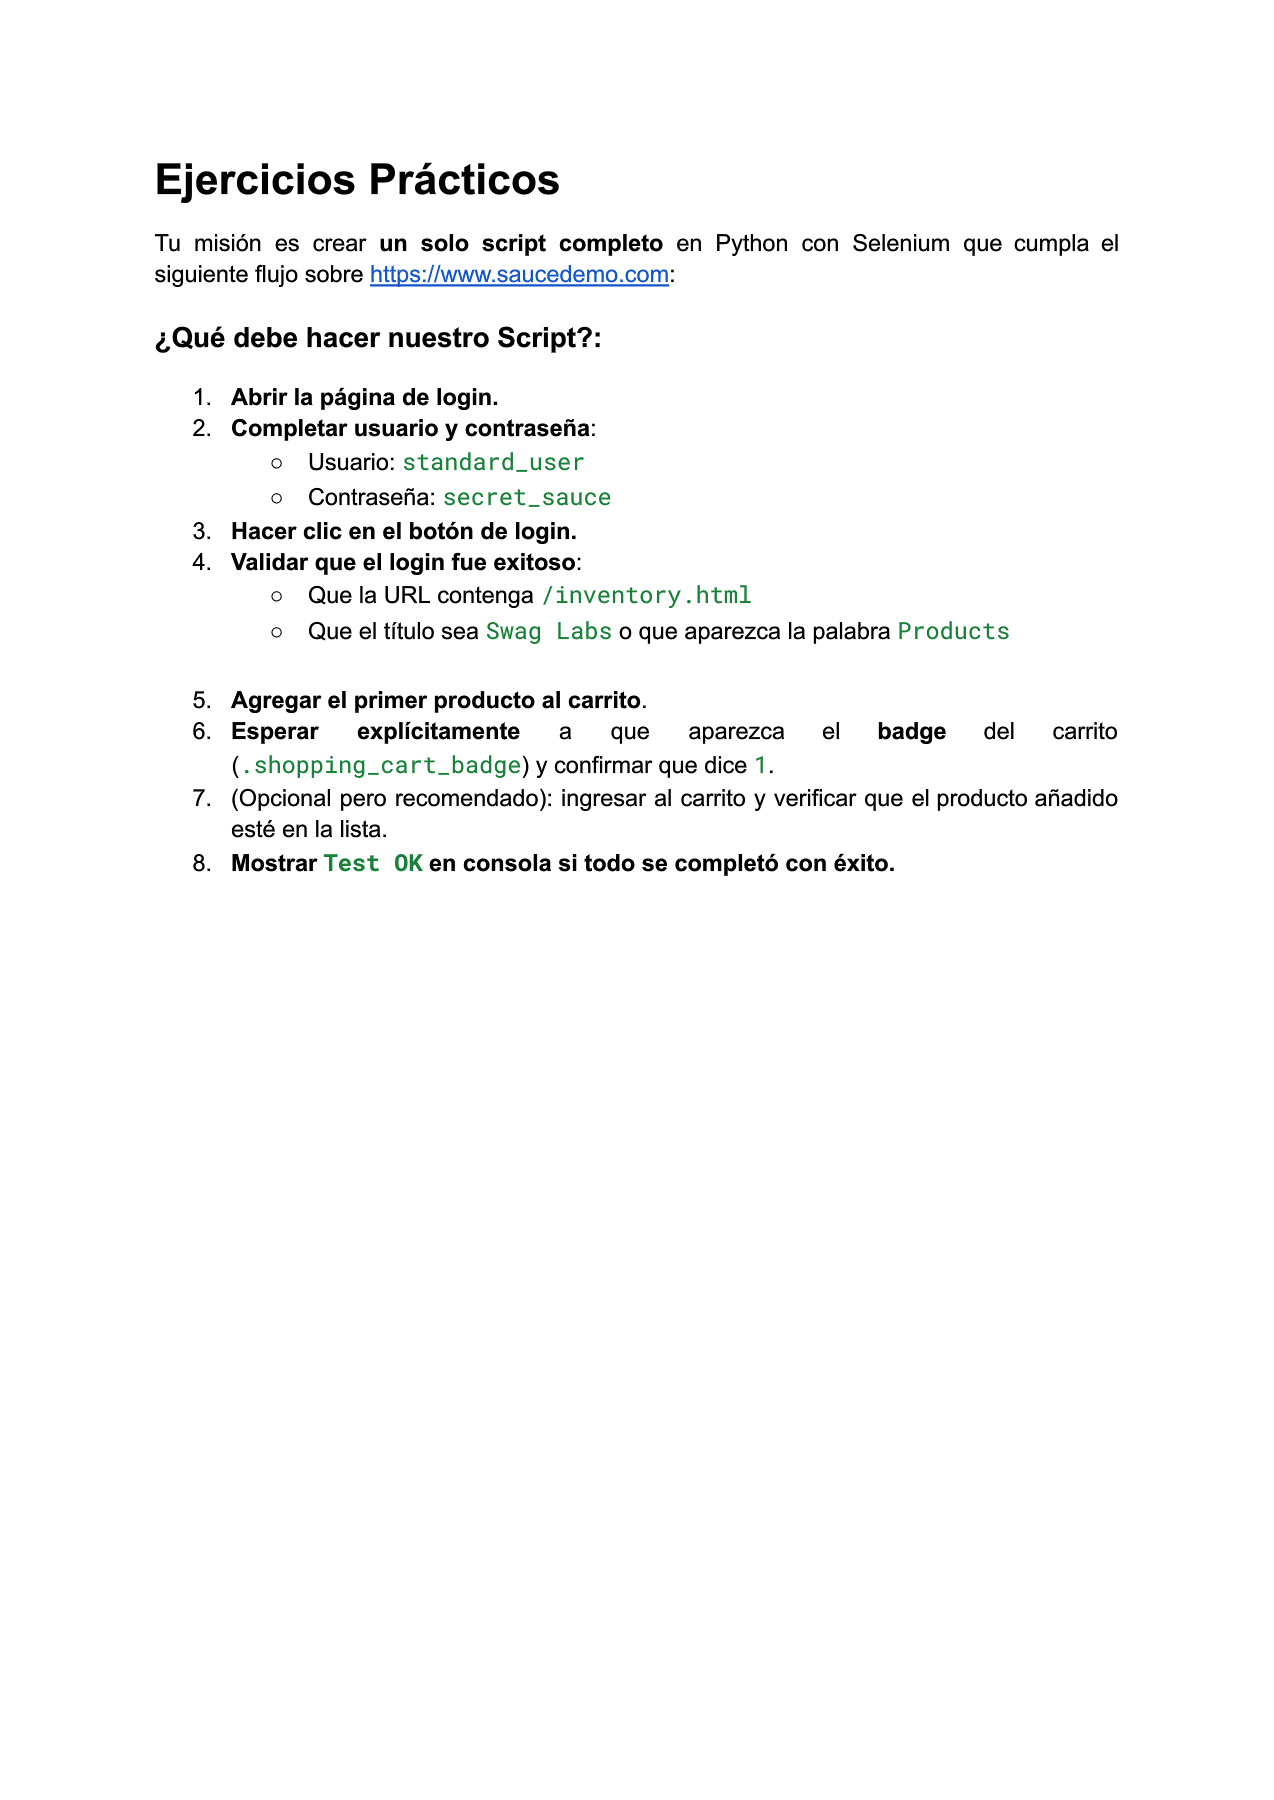 Ejercicios Prácticos
Tu misión es crear un solo script completo en Python con Selenium que cumpla el
siguiente flujo sobre https://www.saucedemo.com:
¿Qué debe hacer nuestro Script?:
1. Abrir la página de login.
2. Completar usuario y contraseña:
○ Usuario: standard_user
○ Contraseña: secret_sauce
3. Hacer clic en el botón de login.
4. Validar que el login fue exitoso:
○ Que la URL contenga /inventory.html
○ Que el título sea Swag Labs o que aparezca la palabra Products
5. Agregar el primer producto al carrito.
6. Esperar explícitamente a que aparezca el badge del carrito
(.shopping_cart_badge) y confirmar que dice 1.
7. (Opcional pero recomendado): ingresar al carrito y verificar que el producto añadido
esté en la lista.
8. Mostrar Test OK en consola si todo se completó con éxito.